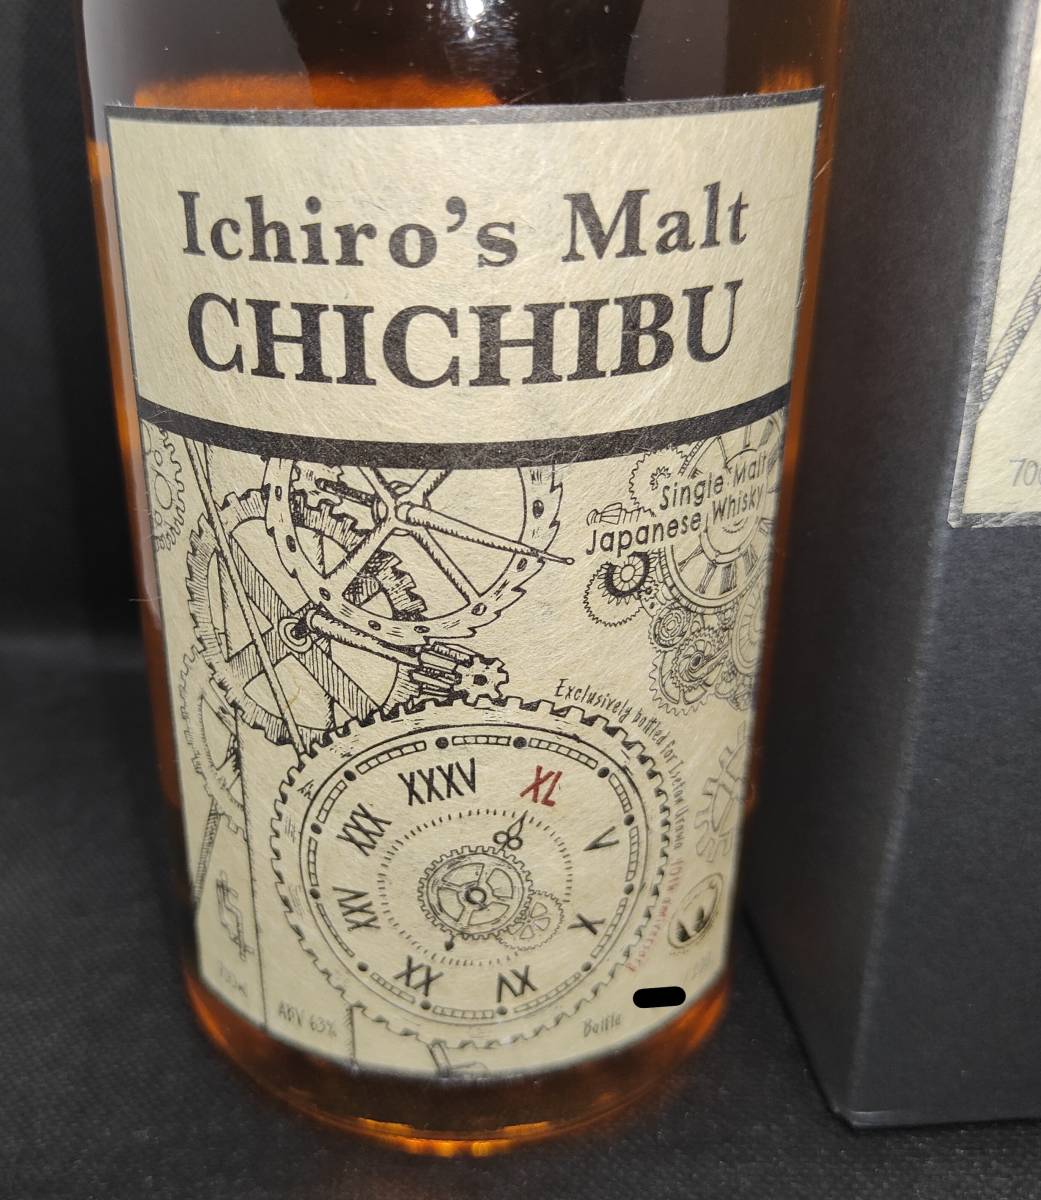 Ichiro's Malt
CHICHIBU
Single Malt
Japanese Whisky
Exclusively bottled for
XL
V
X
XV
XX
XXV
XXX
XXXV
ABV 63%
Bottle
700